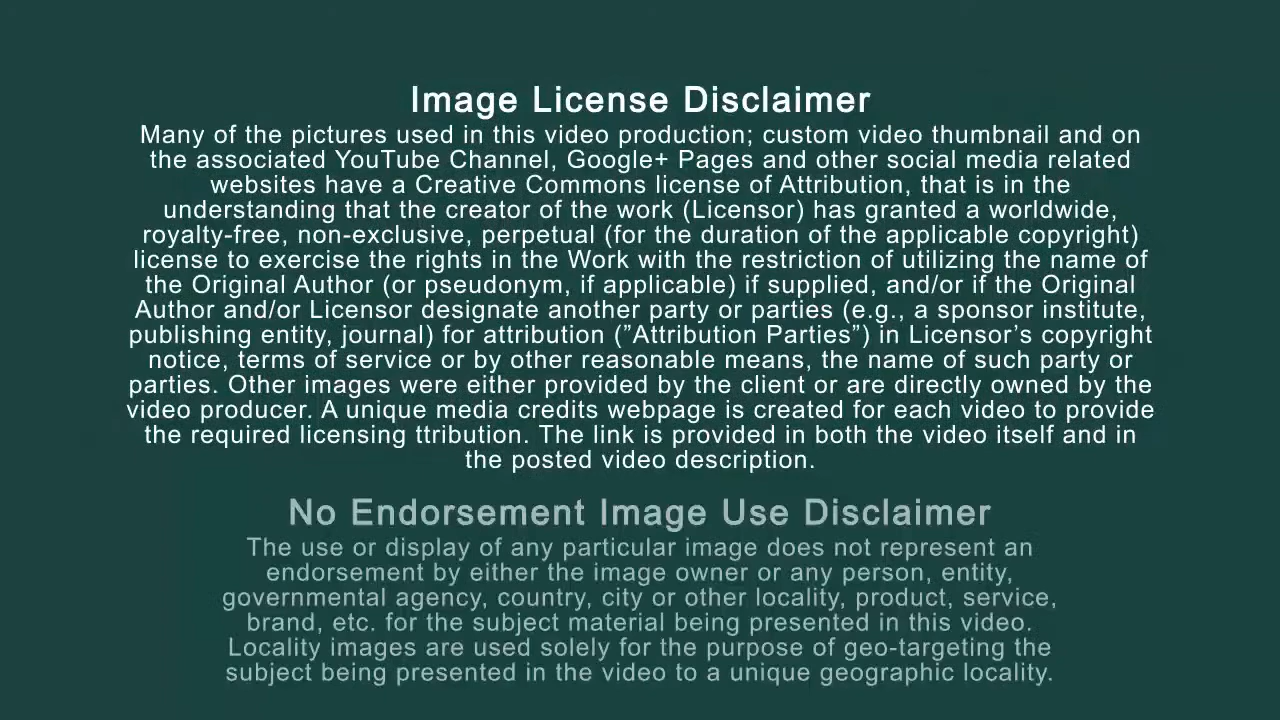 Image License Disclaimer
Many of the pictures used in this video production; custom video thumbnail and on
the associated YouTube Channel, Google+ Pages and other social media related
websites have a Creative Commons license of Attribution, that is in the
understanding that the creator of the work (Licensor) has granted a worldwide,
royalty-free, non-exclusive, perpetual (for the duration of the applicable copyright)
license to exercise the rights in the Work with the restriction of utilizing the name of
the Original Author (or pseudonym, if applicable) if supplied, and/or if the Original
Author and/or Licensor designate another party or parties (e.g., a sponsor institute,
publishing entity, journal) for attribution (”Attribution Parties”) in Licensor’s copyright
notice, terms of service or by other reasonable means, the name of such party or
parties. Other images were either provided by the client or are directly owned by the
video producer. A unique media credits webpage is created for each video to provide
the required licensing ttribution. The link is provided in both the video itself and in
the posted video description.
No Endorsement Image Use Disclaimer
The use or display of any particular image does not represent an
endorsement by either the image owner or any person, entity,
governmental agency, country, city or other locality, product, service,
brand, etc. for the subject material being presented in this video.
Locality images are used solely for the purpose of geo-targeting the
subject being presented in the video to a unique geographic locality.